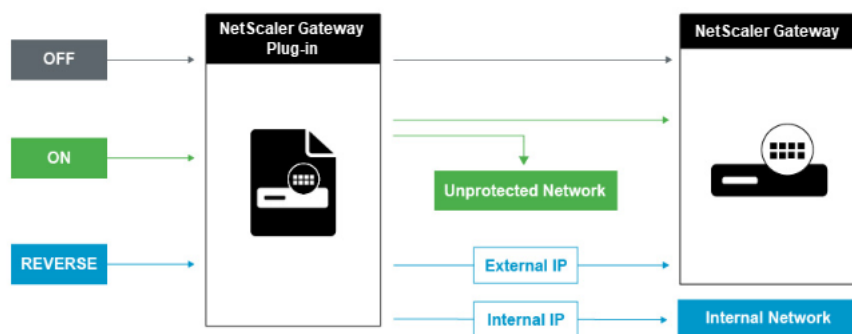 NetScaler Gateway
Plug-in
NetScaler Gateway
OFF
ON
Unprotected Network
REVERSE
External IP
Internal IP
Internal Network